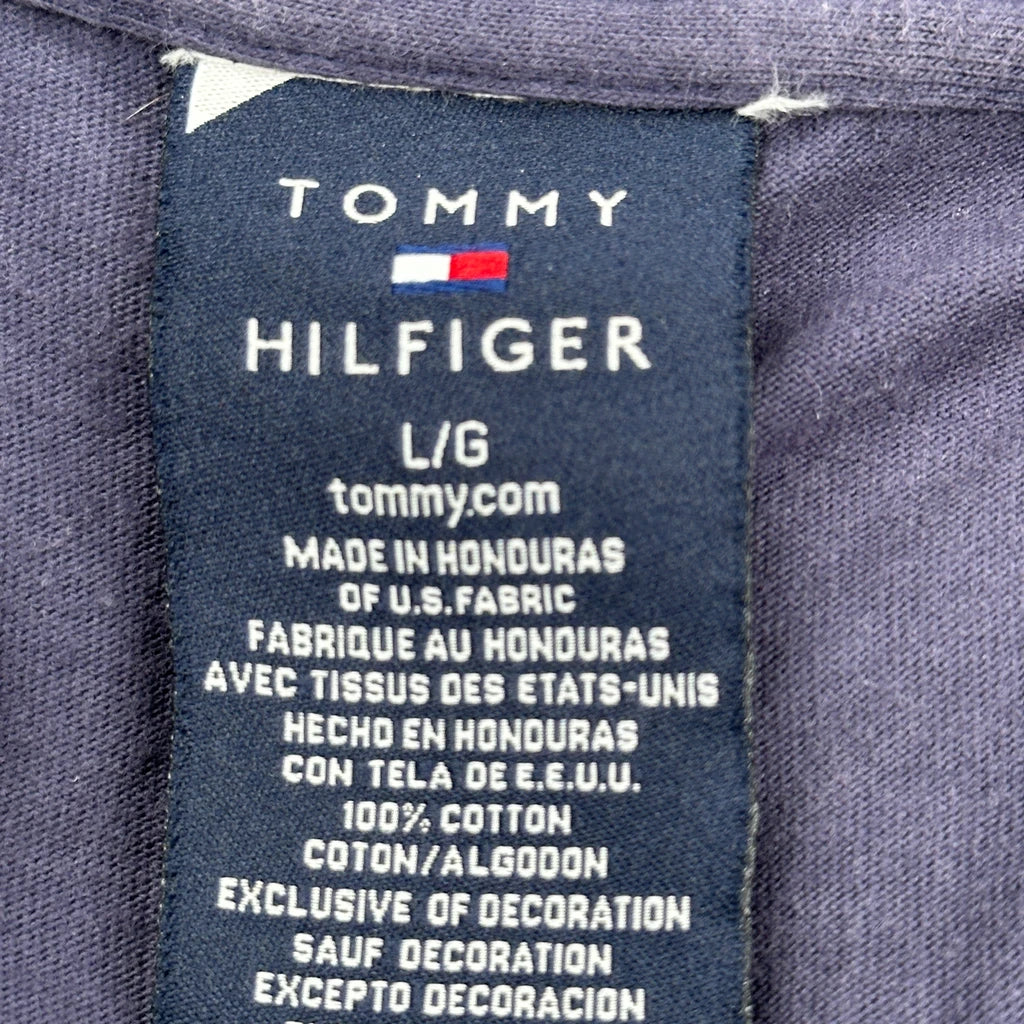 TOMMY
HILFIGER
L/G
tommy.com
MADE IN HONDURAS
OF U.S.FABRIC
FABRIQUE AU HONDURAS
AVEC TISSUS DES ETATS-UNIS
HECHO EN HONDURAS
CON TELA DE E.E.U.U.
100% COTTON
COTON/ALGODON
EXCLUSIVE OF DECORATION
SAUF DECORATION
EXCEPTO DECORACION